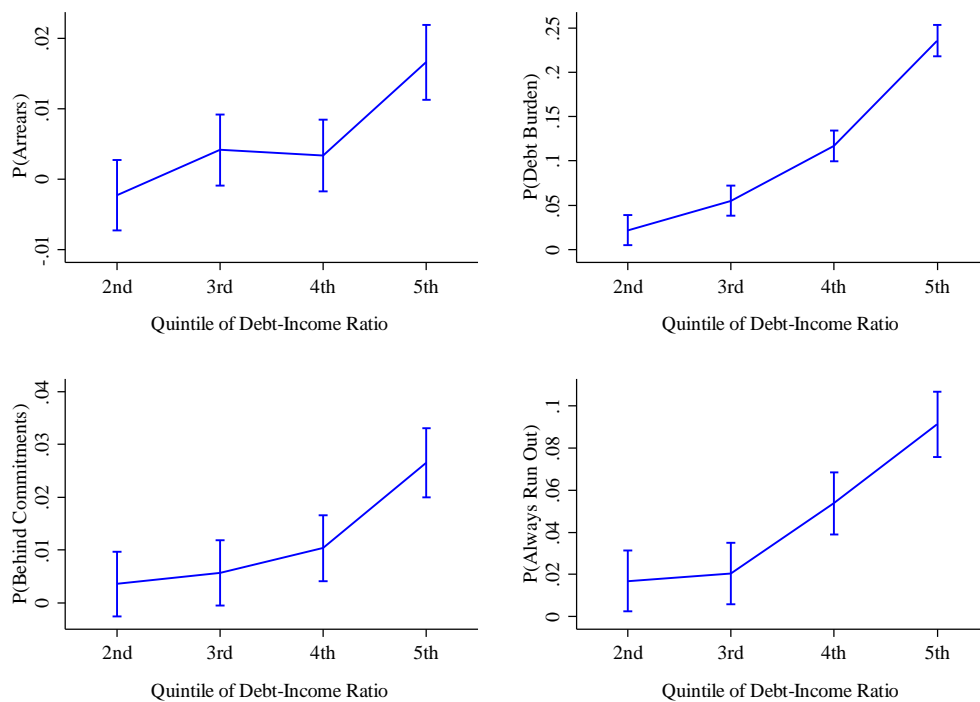 P(Arrears)
.02
.01
0
-.01
2nd 3rd 4th 5th
Quintile of Debt-Income Ratio
P(Debt Burden)
.25
.2
.15
.1
.05
0
2nd 3rd 4th 5th
Quintile of Debt-Income Ratio
P(Behind Commitments)
.04
.03
.02
.01
0
2nd 3rd 4th 5th
Quintile of Debt-Income Ratio
P(Always Run Out)
.1
.08
.06
.04
.02
0
2nd 3rd 4th 5th
Quintile of Debt-Income Ratio